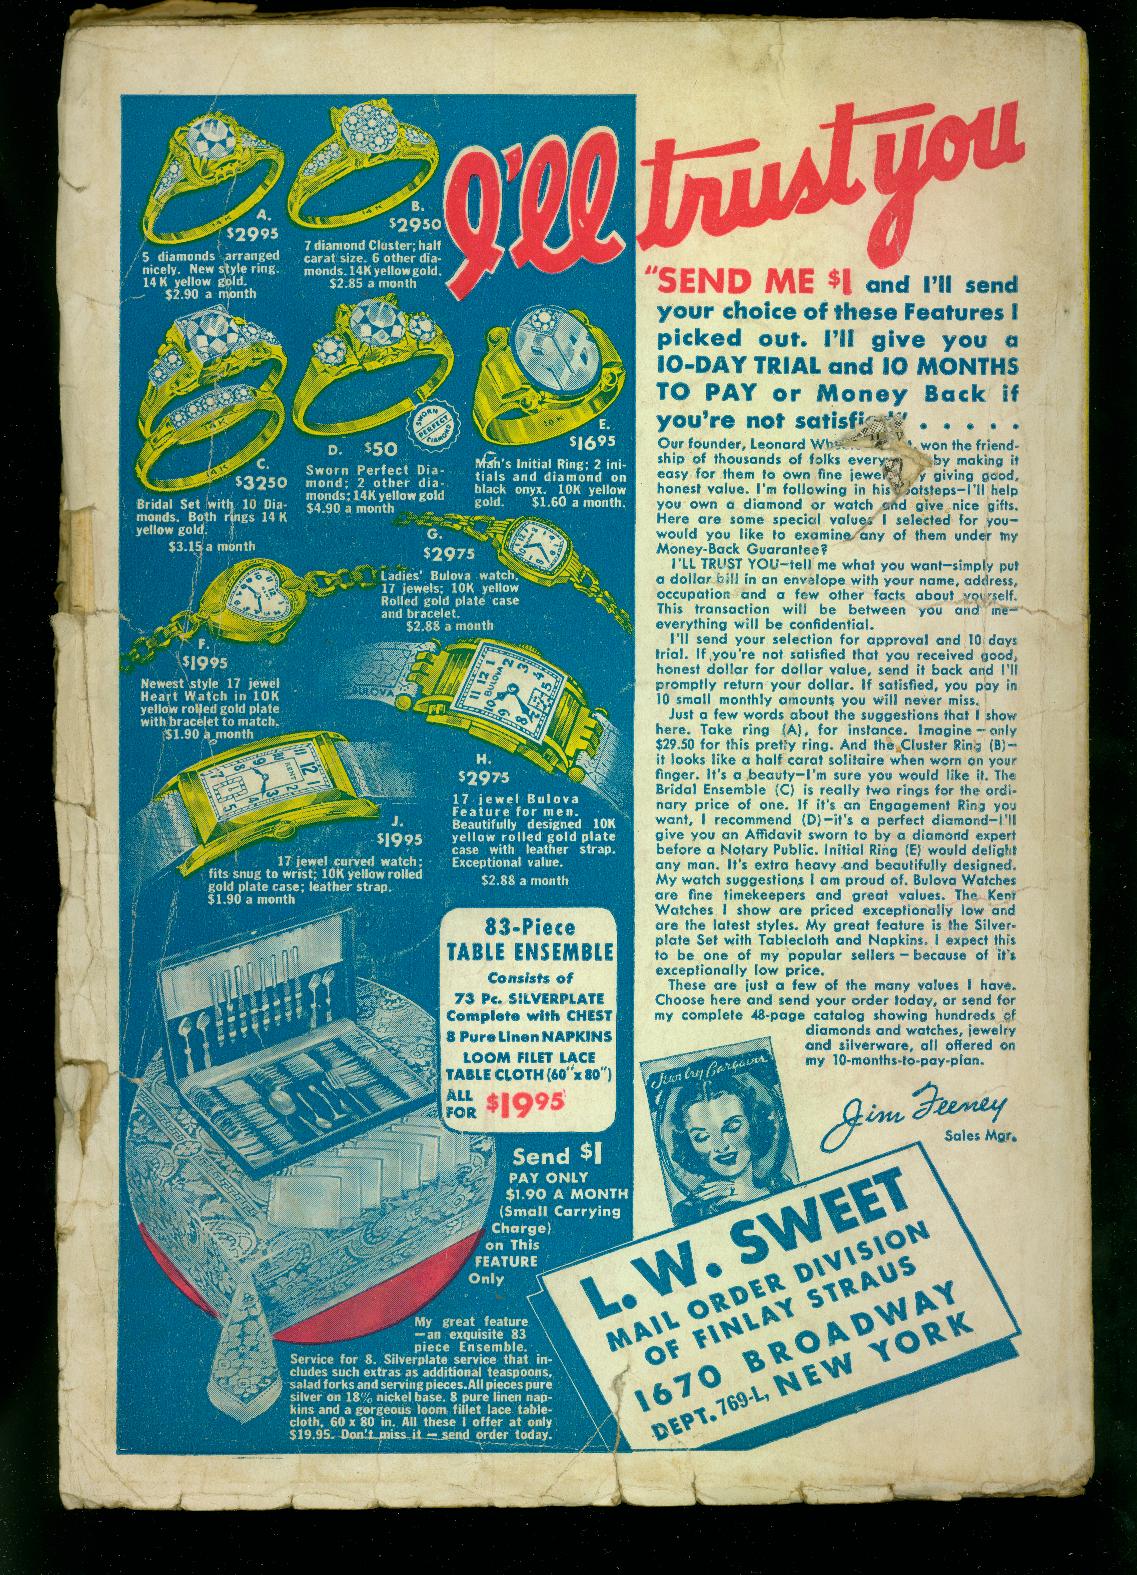 I'll trust you
A.
$29 95
5 diamonds arranged
nicely. New style ring.
14 K yellow gold.
$2.90 a month
B.
$29 50
7 diamond Cluster; half
carat size. 6 other dia-
monds. 14K yellow gold.
$2.85 a month
C.
$32 50
Bridal Set with 10 Dia-
monds. Both rings 14 K
yellow gold.
$3.15 a month
D. $50
SWORN
PERFECT
DIAMOND
Sworn Perfect Dia-
mond; 2 other dia-
monds; 14K yellow gold
$4.90 a month
E.
$16 95
Man's Initial Ring; 2 ini-
tials and diamond on
black onyx. 10K yellow
gold. $1.60 a month.
F.
$19 95
Newest style 17 jewel
Heart Watch in 10K
yellow rolled gold plate
with bracelet to match.
$1.90 a month
G.
$29 75
Ladies' Bulova watch,
17 jewels; 10K yellow
Rolled gold plate case
and bracelet.
$2.88 a month
BULOVA
H.
$29 75
17 jewel Bulova
Feature for men.
Beautifully designed 10K
yellow rolled gold plate
case with leather strap.
Exceptional value.
$2.88 a month
J.
$19 95
17 jewel curved watch;
fits snug to wrist; 10K yellow rolled
gold plate case; leather strap.
$1.90 a month
83-Piece
TABLE ENSEMBLE
Consists of
73 Pc. SILVERPLATE
Complete with CHEST
8 Pure Linen NAPKINS
LOOM FILET LACE
TABLE CLOTH (60"x 80")
ALL
FOR $19 95
Send $1
PAY ONLY
$1.90 A MONTH
(Small Carrying
Charge)
on This
FEATURE
Only
My great feature
—an exquisite 83
piece Ensemble.
Service for 8. Silverplate service that in-
cludes such extras as additional teaspoons,
salad forks and serving pieces. All pieces pure
silver on 18% nickel base. 8 pure linen nap-
kins and a gorgeous loom fillet lace table-
cloth, 60 x 80 in. All these I offer at only
$19.95. Don't miss it — send order today.
"SEND ME $1 and I'll send
your choice of these Features I
picked out. I'll give you a
10-DAY TRIAL and 10 MONTHS
TO PAY or Money Back if
you're not satisfied" . . . . .
Our founder, Leonard won the friend-
ship of thousands of folks by making it
easy for them to own fine giving good,
honest value. I'm following in his footsteps—I'll help
you own a diamond or watch and give nice gifts.
Here are some special values I selected for you—
would you like to examine any of them under my
Money-Back Guarantee?
I'LL TRUST YOU—tell me what you want—simply put
a dollar bill in an envelope with your name, address,
occupation and a few other facts about yourself.
This transaction will be between you and me—
everything will be confidential.
I'll send your selection for approval and 10 days
trial. If you're not satisfied that you received good,
honest dollar for dollar value, send it back and I'll
promptly return your dollar. If satisfied, you pay in
10 small monthly amounts you will never miss.
Just a few words about the suggestions that I show
here. Take ring (A), for instance. Imagine — only
$29.50 for this pretty ring. And the Cluster Ring (B)—
it looks like a half carat solitaire when worn on your
finger. It's a beauty—I'm sure you would like it. The
Bridal Ensemble (C) is really two rings for the ordi-
nary price of one. If it's an Engagement Ring you
want, I recommend (D)—it's a perfect diamond—I'll
give you an Affidavit sworn to by a diamond expert
before a Notary Public. Initial Ring (E) would delight
any man. It's extra heavy and beautifully designed.
My watch suggestions I am proud of. Bulova Watches
are fine timekeepers and great values. The Kent
Watches I show are priced exceptionally low and
are the latest styles. My great feature is the Silver-
plate Set with Tablecloth and Napkins. I expect this
to be one of my popular sellers — because of it's
exceptionally low price.
These are just a few of the many values I have.
Choose here and send your order today, or send for
my complete 48-page catalog showing hundreds of
diamonds and watches, jewelry
and silverware, all offered on
my 10-months-to-pay-plan.
Jewelry Bargains
Jim Feeney
Sales Mgr.
L. W. SWEET
MAIL ORDER DIVISION
OF FINLAY STRAUS
1670 BROADWAY
DEPT. 769-L, NEW YORK